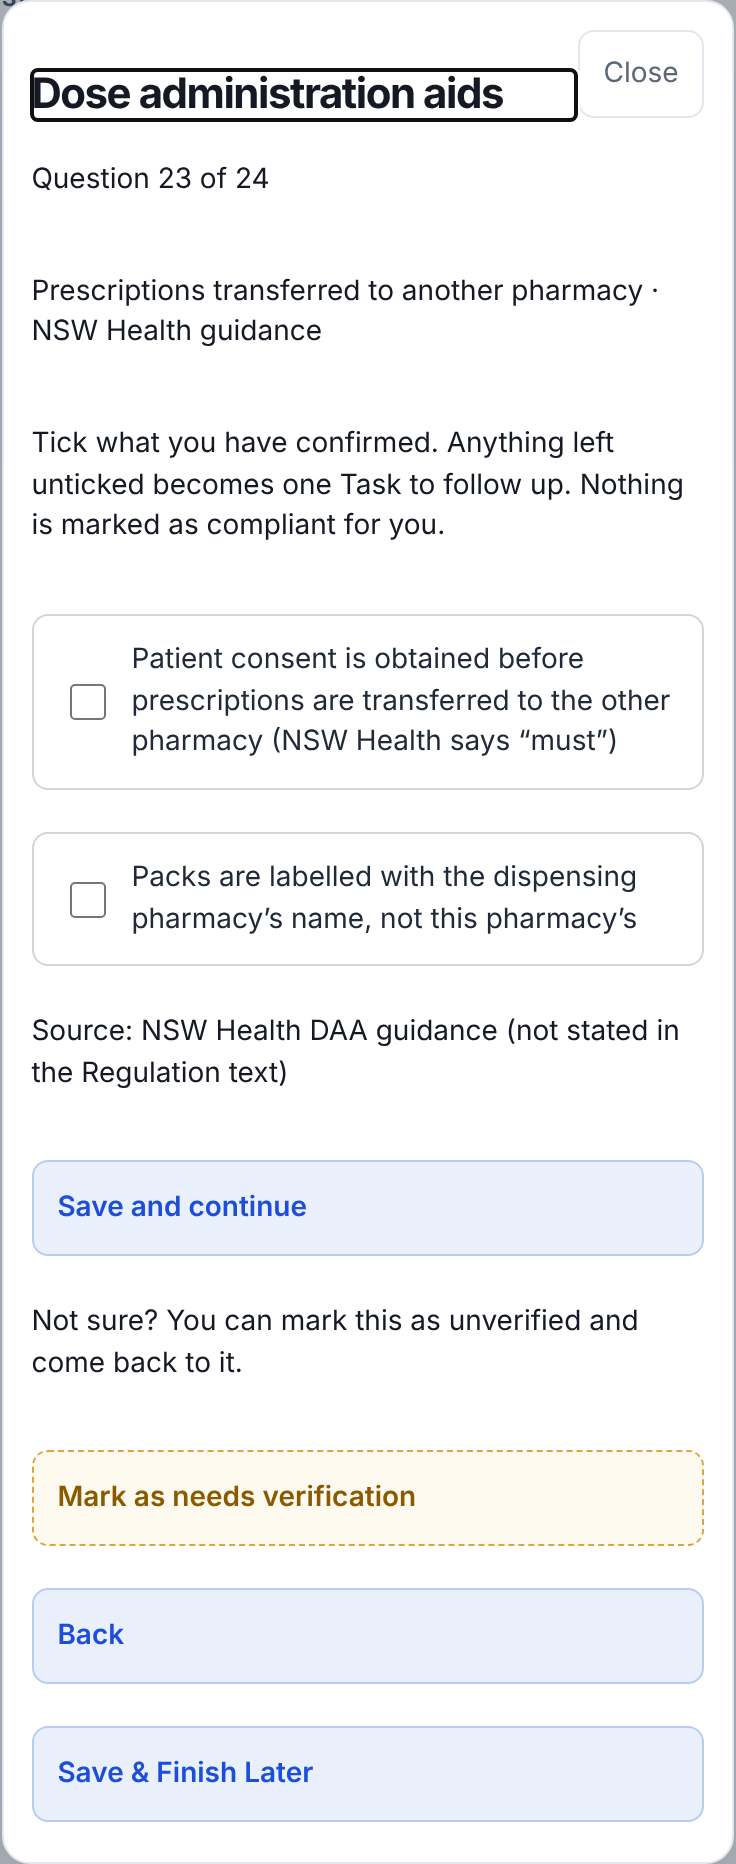 Dose administration aids
Close
Question 23 of 24
Prescriptions transferred to another pharmacy ·
NSW Health guidance
Tick what you have confirmed. Anything left
unticked becomes one Task to follow up. Nothing
is marked as compliant for you.
Patient consent is obtained before
prescriptions are transferred to the other
pharmacy (NSW Health says “must”)
Packs are labelled with the dispensing
pharmacy’s name, not this pharmacy’s
Source: NSW Health DAA guidance (not stated in
the Regulation text)
Save and continue
Not sure? You can mark this as unverified and
come back to it.
Mark as needs verification
Back
Save & Finish Later